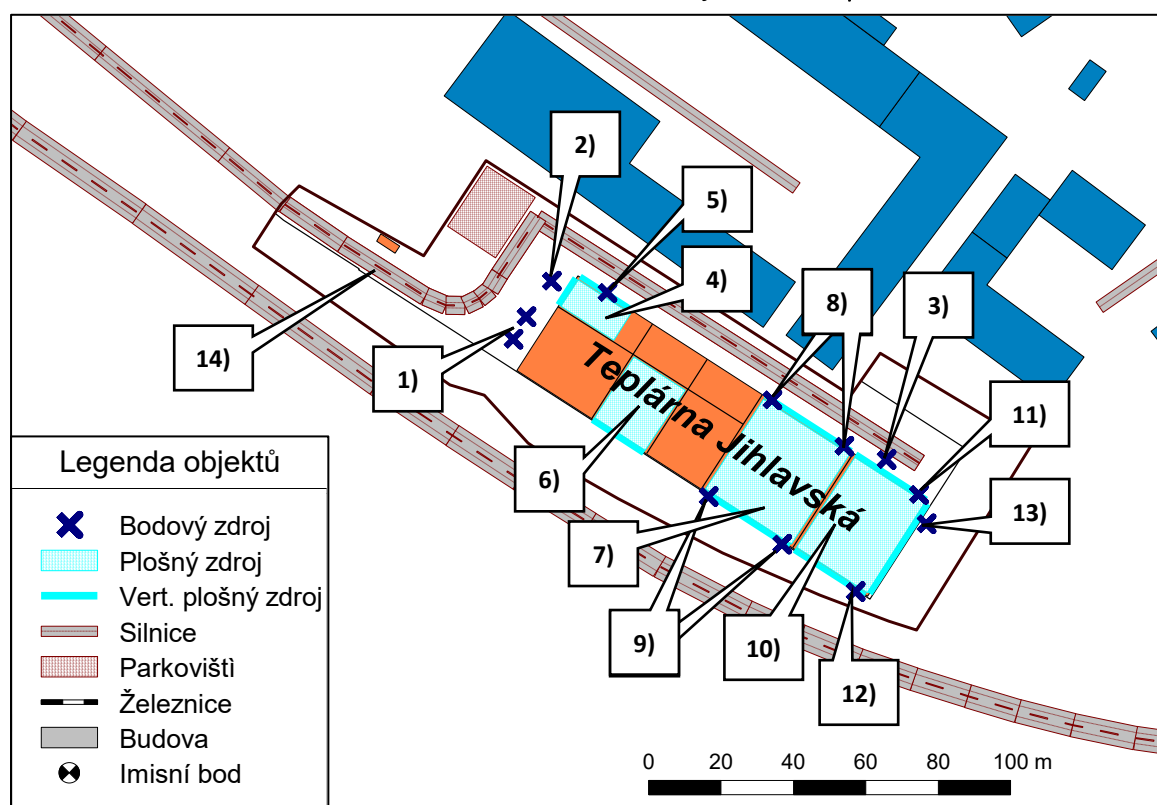 2)
5)
4)
8)
3)
14)
1)
11)
Teplárna Jihlavská
6)
13)
7)
9)
10)
12)
Legenda objektů
Bodový zdroj
Plošný zdroj
Vert. plošný zdroj
Silnice
Parkovištì
Železnice
Budova
Imisní bod
0 20 40 60 80 100 m